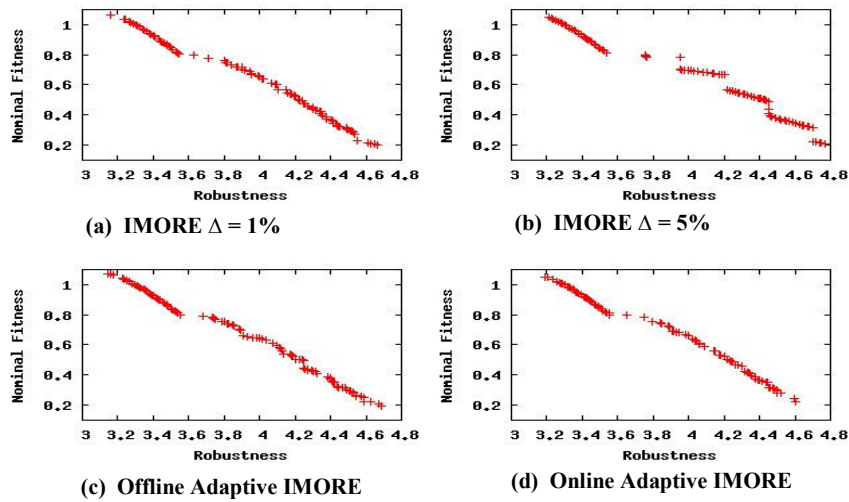 1
0.8
0.6
0.4
0.2
Nominal Fitness
3 3.2 3.4 3.6 3.8 4 4.2 4.4 4.6 4.8
Robustness
(a) IMORE Δ = 1%
1
0.8
0.6
0.4
0.2
Nominal Fitness
3 3.2 3.4 3.6 3.8 4 4.2 4.4 4.6 4.8
Robustness
(b) IMORE Δ = 5%
1
0.8
0.6
0.4
0.2
Nominal Fitness
3 3.2 3.4 3.6 3.8 4 4.2 4.4 4.6 4.8
Robustness
(c) Offline Adaptive IMORE
1
0.8
0.6
0.4
0.2
Nominal Fitness
3 3.2 3.4 3.6 3.8 4 4.2 4.4 4.6 4.8
Robustness
(d) Online Adaptive IMORE